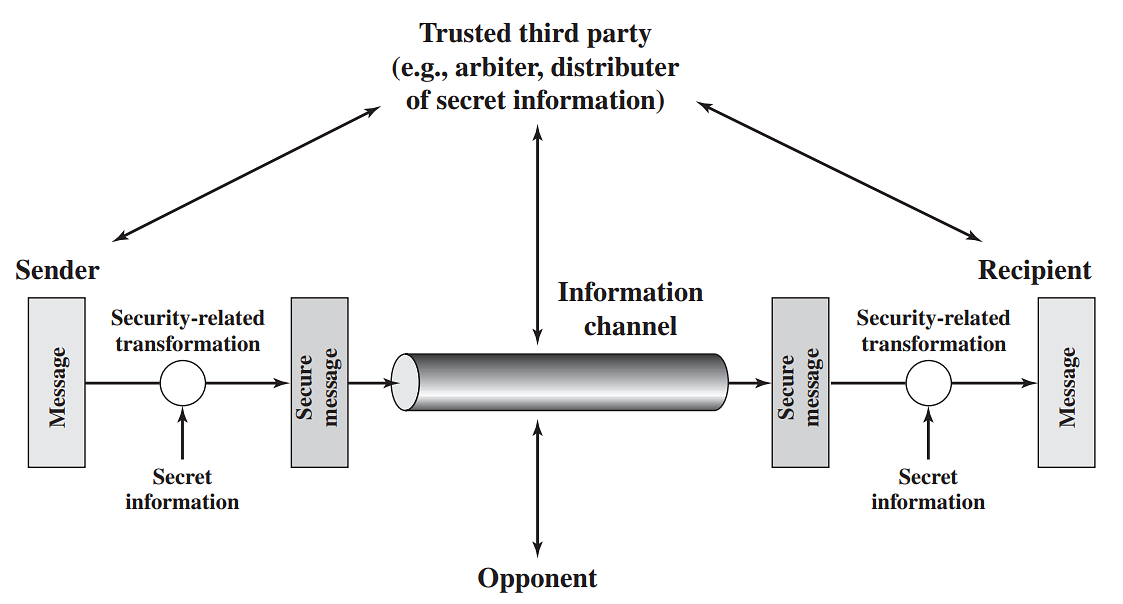 Trusted third party
(e.g., arbiter, distributer
of secret information)
Sender
Recipient
Information
channel
Security-related
transformation
Security-related
transformation
Message
Secure
message
Secure
message
Message
Secret
information
Secret
information
Opponent